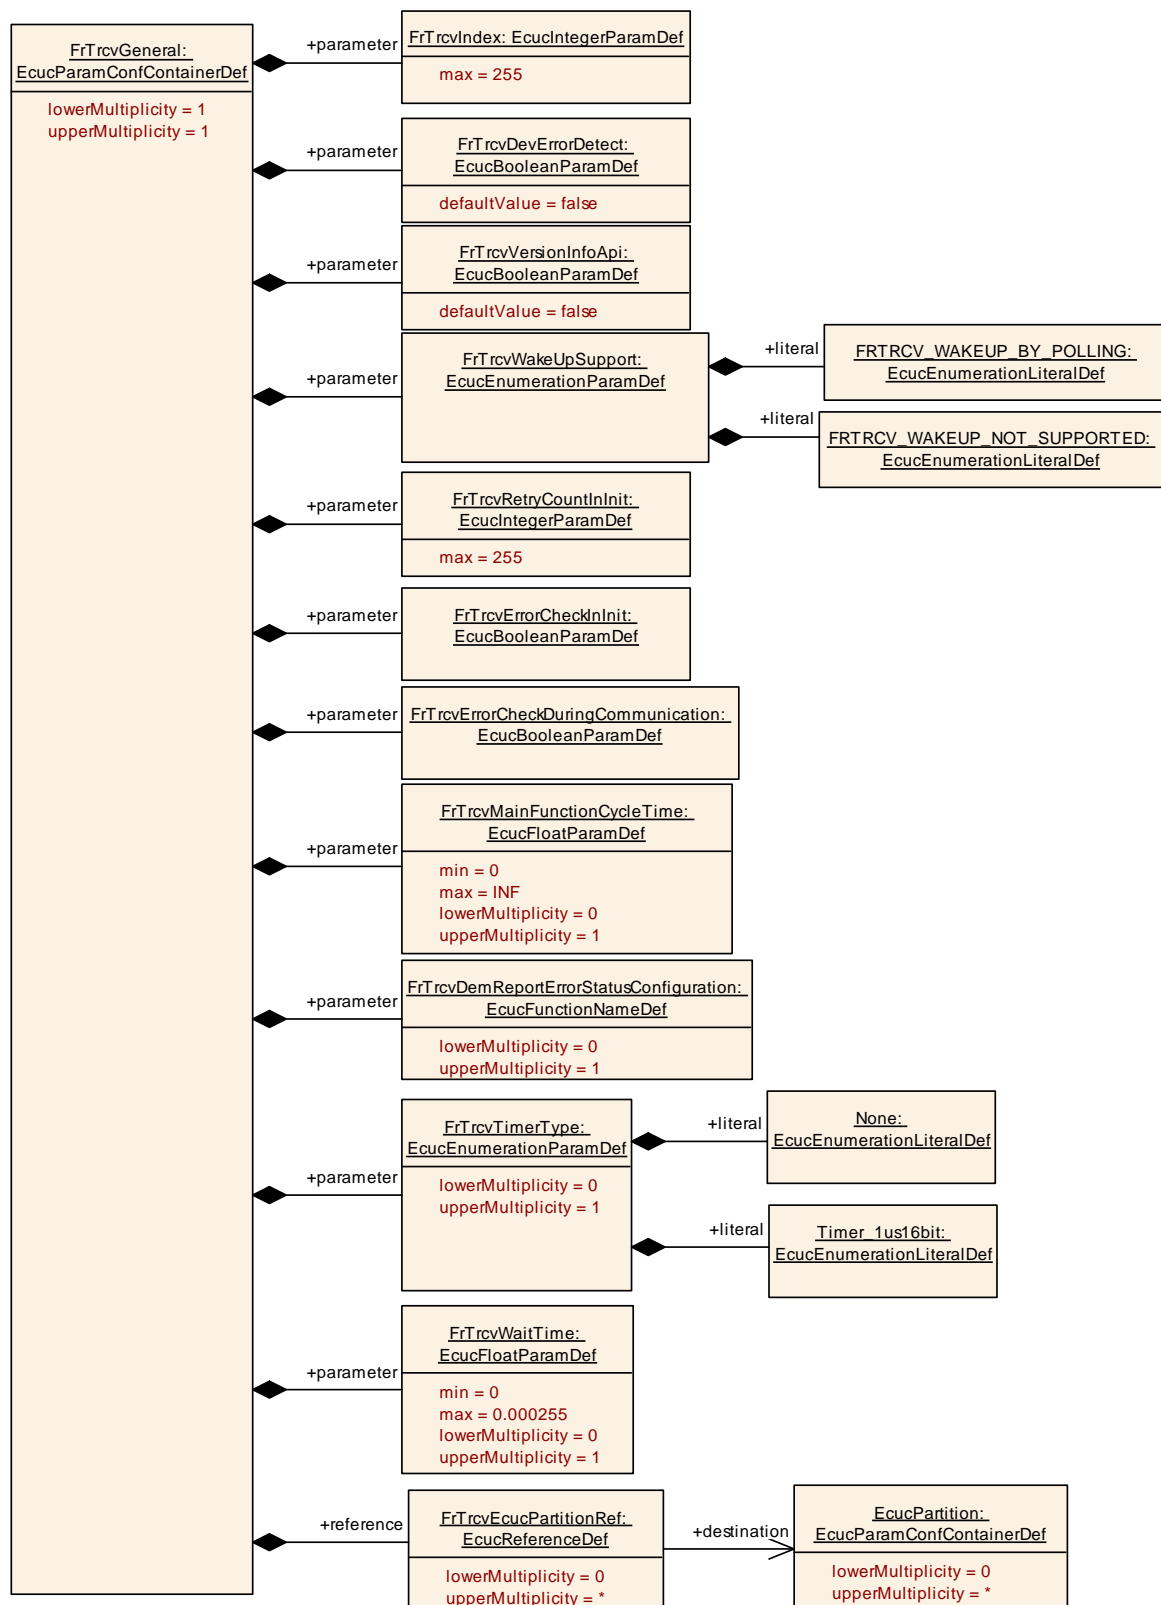 FrTrcvGeneral:
EcucParamConfContainerDef
lowerMultiplicity = 1
upperMultiplicity = 1
+parameter
FrTrcvIndex: EcucIntegerParamDef
max = 255
+parameter
FrTrcvDevErrorDetect:
EcucBooleanParamDef
defaultValue = false
+parameter
FrTrcvVersionInfoApi:
EcucBooleanParamDef
defaultValue = false
+parameter
FrTrcvWakeUpSupport:
EcucEnumerationParamDef
+literal
FRTRCV_WAKEUP_BY_POLLING:
EcucEnumerationLiteralDef
+literal
FRTRCV_WAKEUP_NOT_SUPPORTED:
EcucEnumerationLiteralDef
+parameter
FrTrcvRetryCountInInit:
EcucIntegerParamDef
max = 255
+parameter
FrTrcvErrorCheckInInit:
EcucBooleanParamDef
+parameter
FrTrcvErrorCheckDuringCommunication:
EcucBooleanParamDef
+parameter
FrTrcvMainFunctionCycleTime:
EcucFloatParamDef
min = 0
max = INF
lowerMultiplicity = 0
upperMultiplicity = 1
+parameter
FrTrcvDemReportErrorStatusConfiguration:
EcucFunctionNameDef
lowerMultiplicity = 0
upperMultiplicity = 1
+parameter
FrTrcvTimerType:
EcucEnumerationParamDef
lowerMultiplicity = 0
upperMultiplicity = 1
+literal
None:
EcucEnumerationLiteralDef
+literal
Timer_1us16bit:
EcucEnumerationLiteralDef
+parameter
FrTrcvWaitTime:
EcucFloatParamDef
min = 0
max = 0.000255
lowerMultiplicity = 0
upperMultiplicity = 1
+reference
FrTrcvEcucPartitionRef:
EcucReferenceDef
lowerMultiplicity = 0
upperMultiplicity = *
+destination
EcucPartition:
EcucParamConfContainerDef
lowerMultiplicity = 0
upperMultiplicity = *